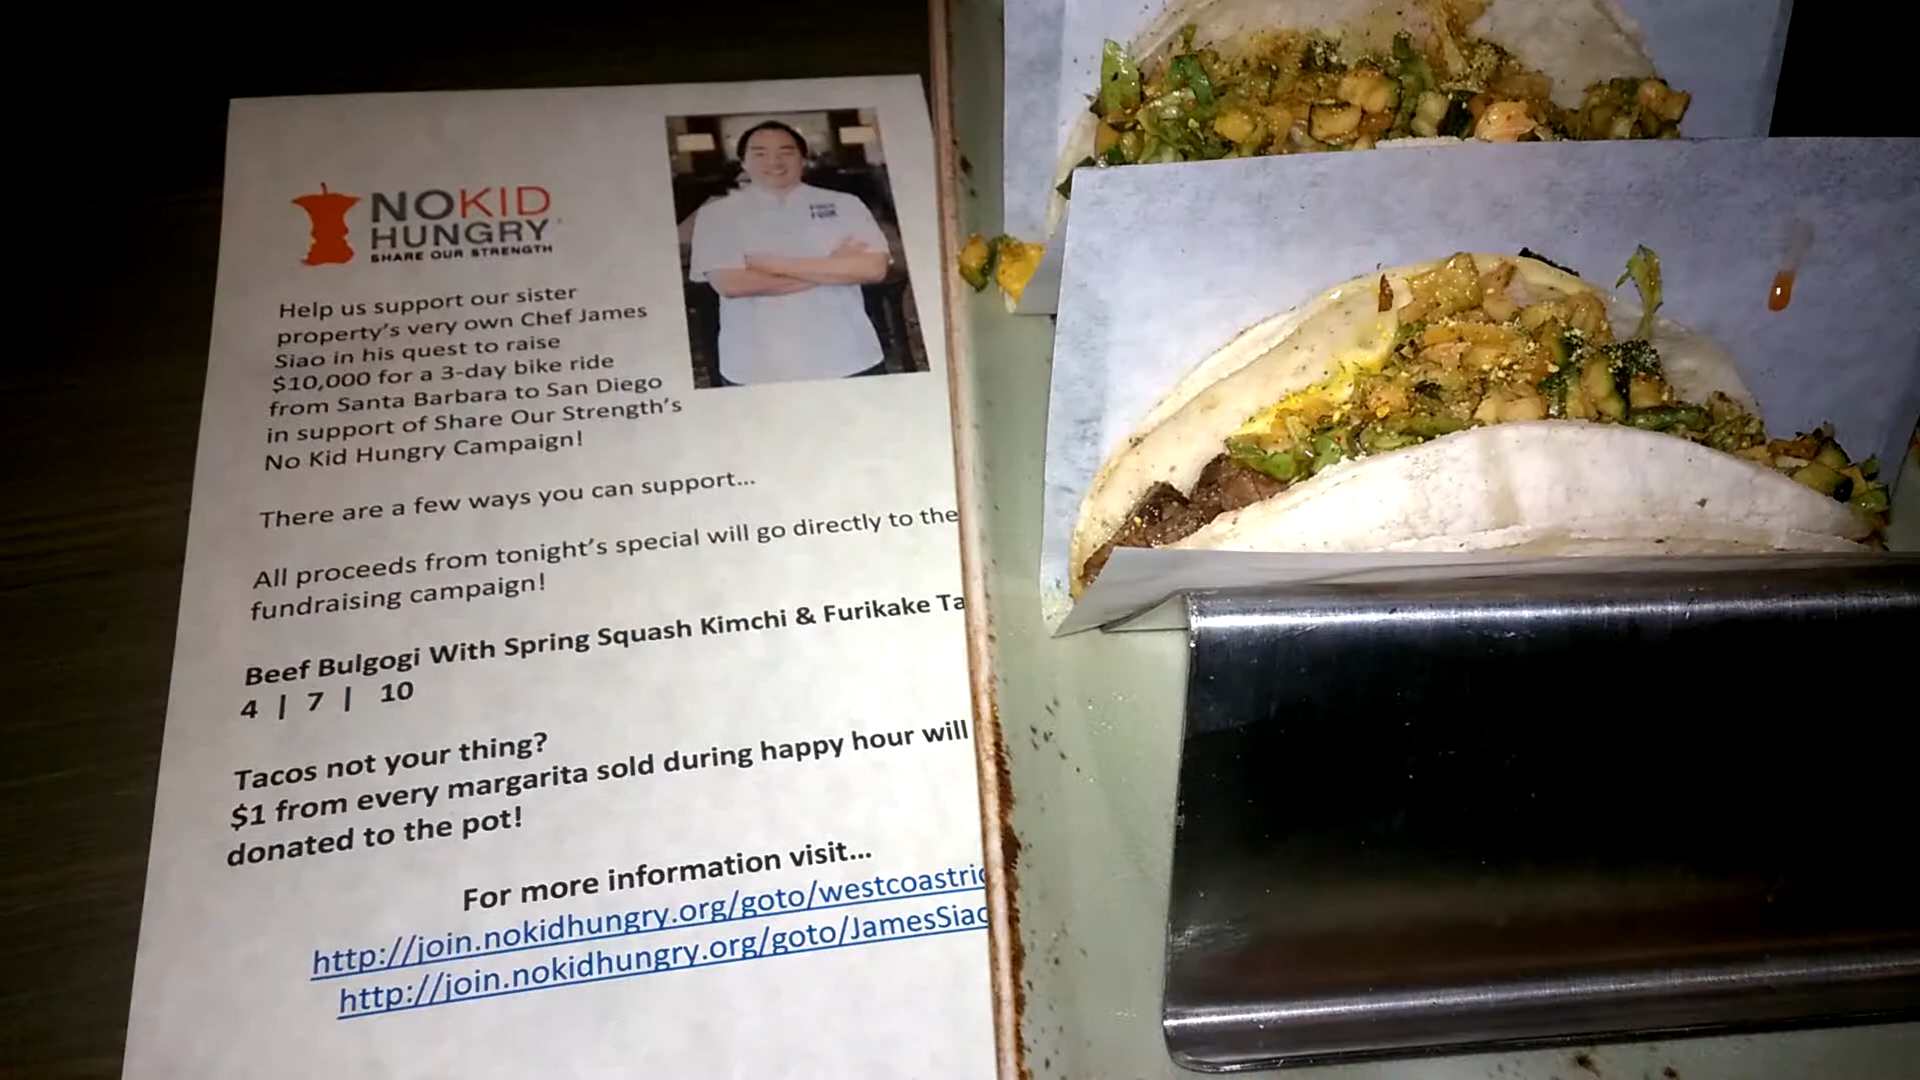 NO KID
HUNGRY
SHARE OUR STRENGTH
Help us support our sister
property's very own Chef James
Siao in his quest to raise
$10,000 for a 3-day bike ride
from Santa Barbara to San Diego
in support of Share Our Strength's
No Kid Hungry Campaign!
There are a few ways you can support...
All proceeds from tonight's special will go directly to the
fundraising campaign!
Beef Bulgogi With Spring Squash Kimchi & Furikake Ta
4 | 7 | 10
Tacos not your thing?
$1 from every margarita sold during happy hour will
donated to the pot!
For more information visit...
http://join.nokidhungry.org/goto/westcoastrid
http://join.nokidhungry.org/goto/JamesSiao